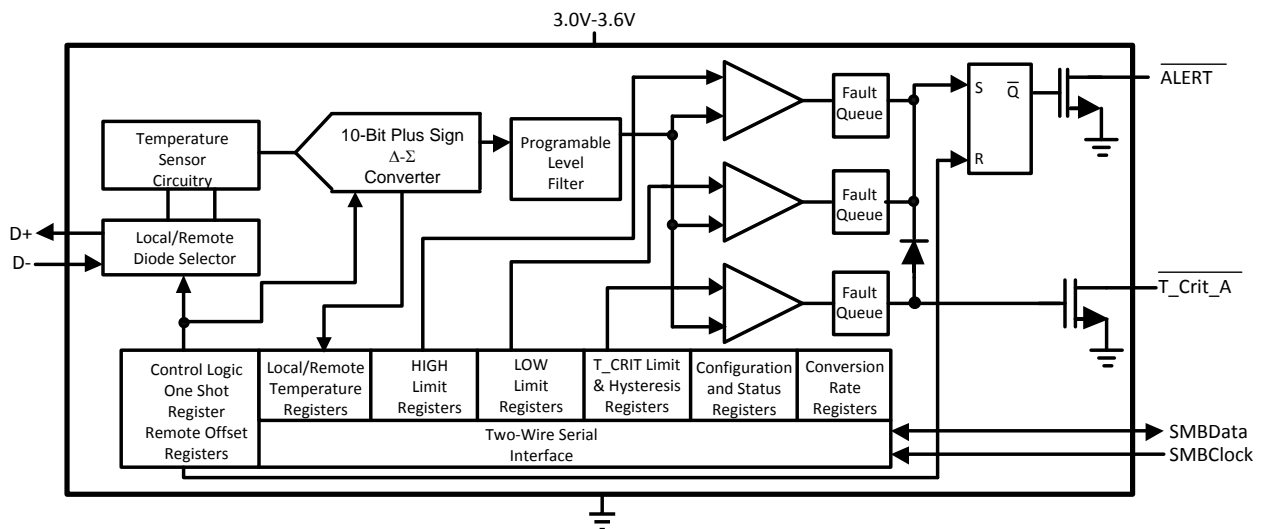 3.0V-3.6V
ALERT
Fault
Queue
S
Q
R
Temperature
Sensor
Circuitry
10-Bit Plus Sign
Δ-Σ
Converter
Programable
Level
Filter
Fault
Queue
D+
D-
Local/Remote
Diode Selector
Fault
Queue
T_Crit_A
Control Logic
One Shot
Register
Remote Offset
Registers
Local/Remote
Temperature
Registers
HIGH
Limit
Registers
LOW
Limit
Registers
T_CRIT Limit
& Hysteresis
Registers
Configuration
and Status
Registers
Conversion
Rate
Registers
Two-Wire Serial
Interface
SMBData
SMBClock